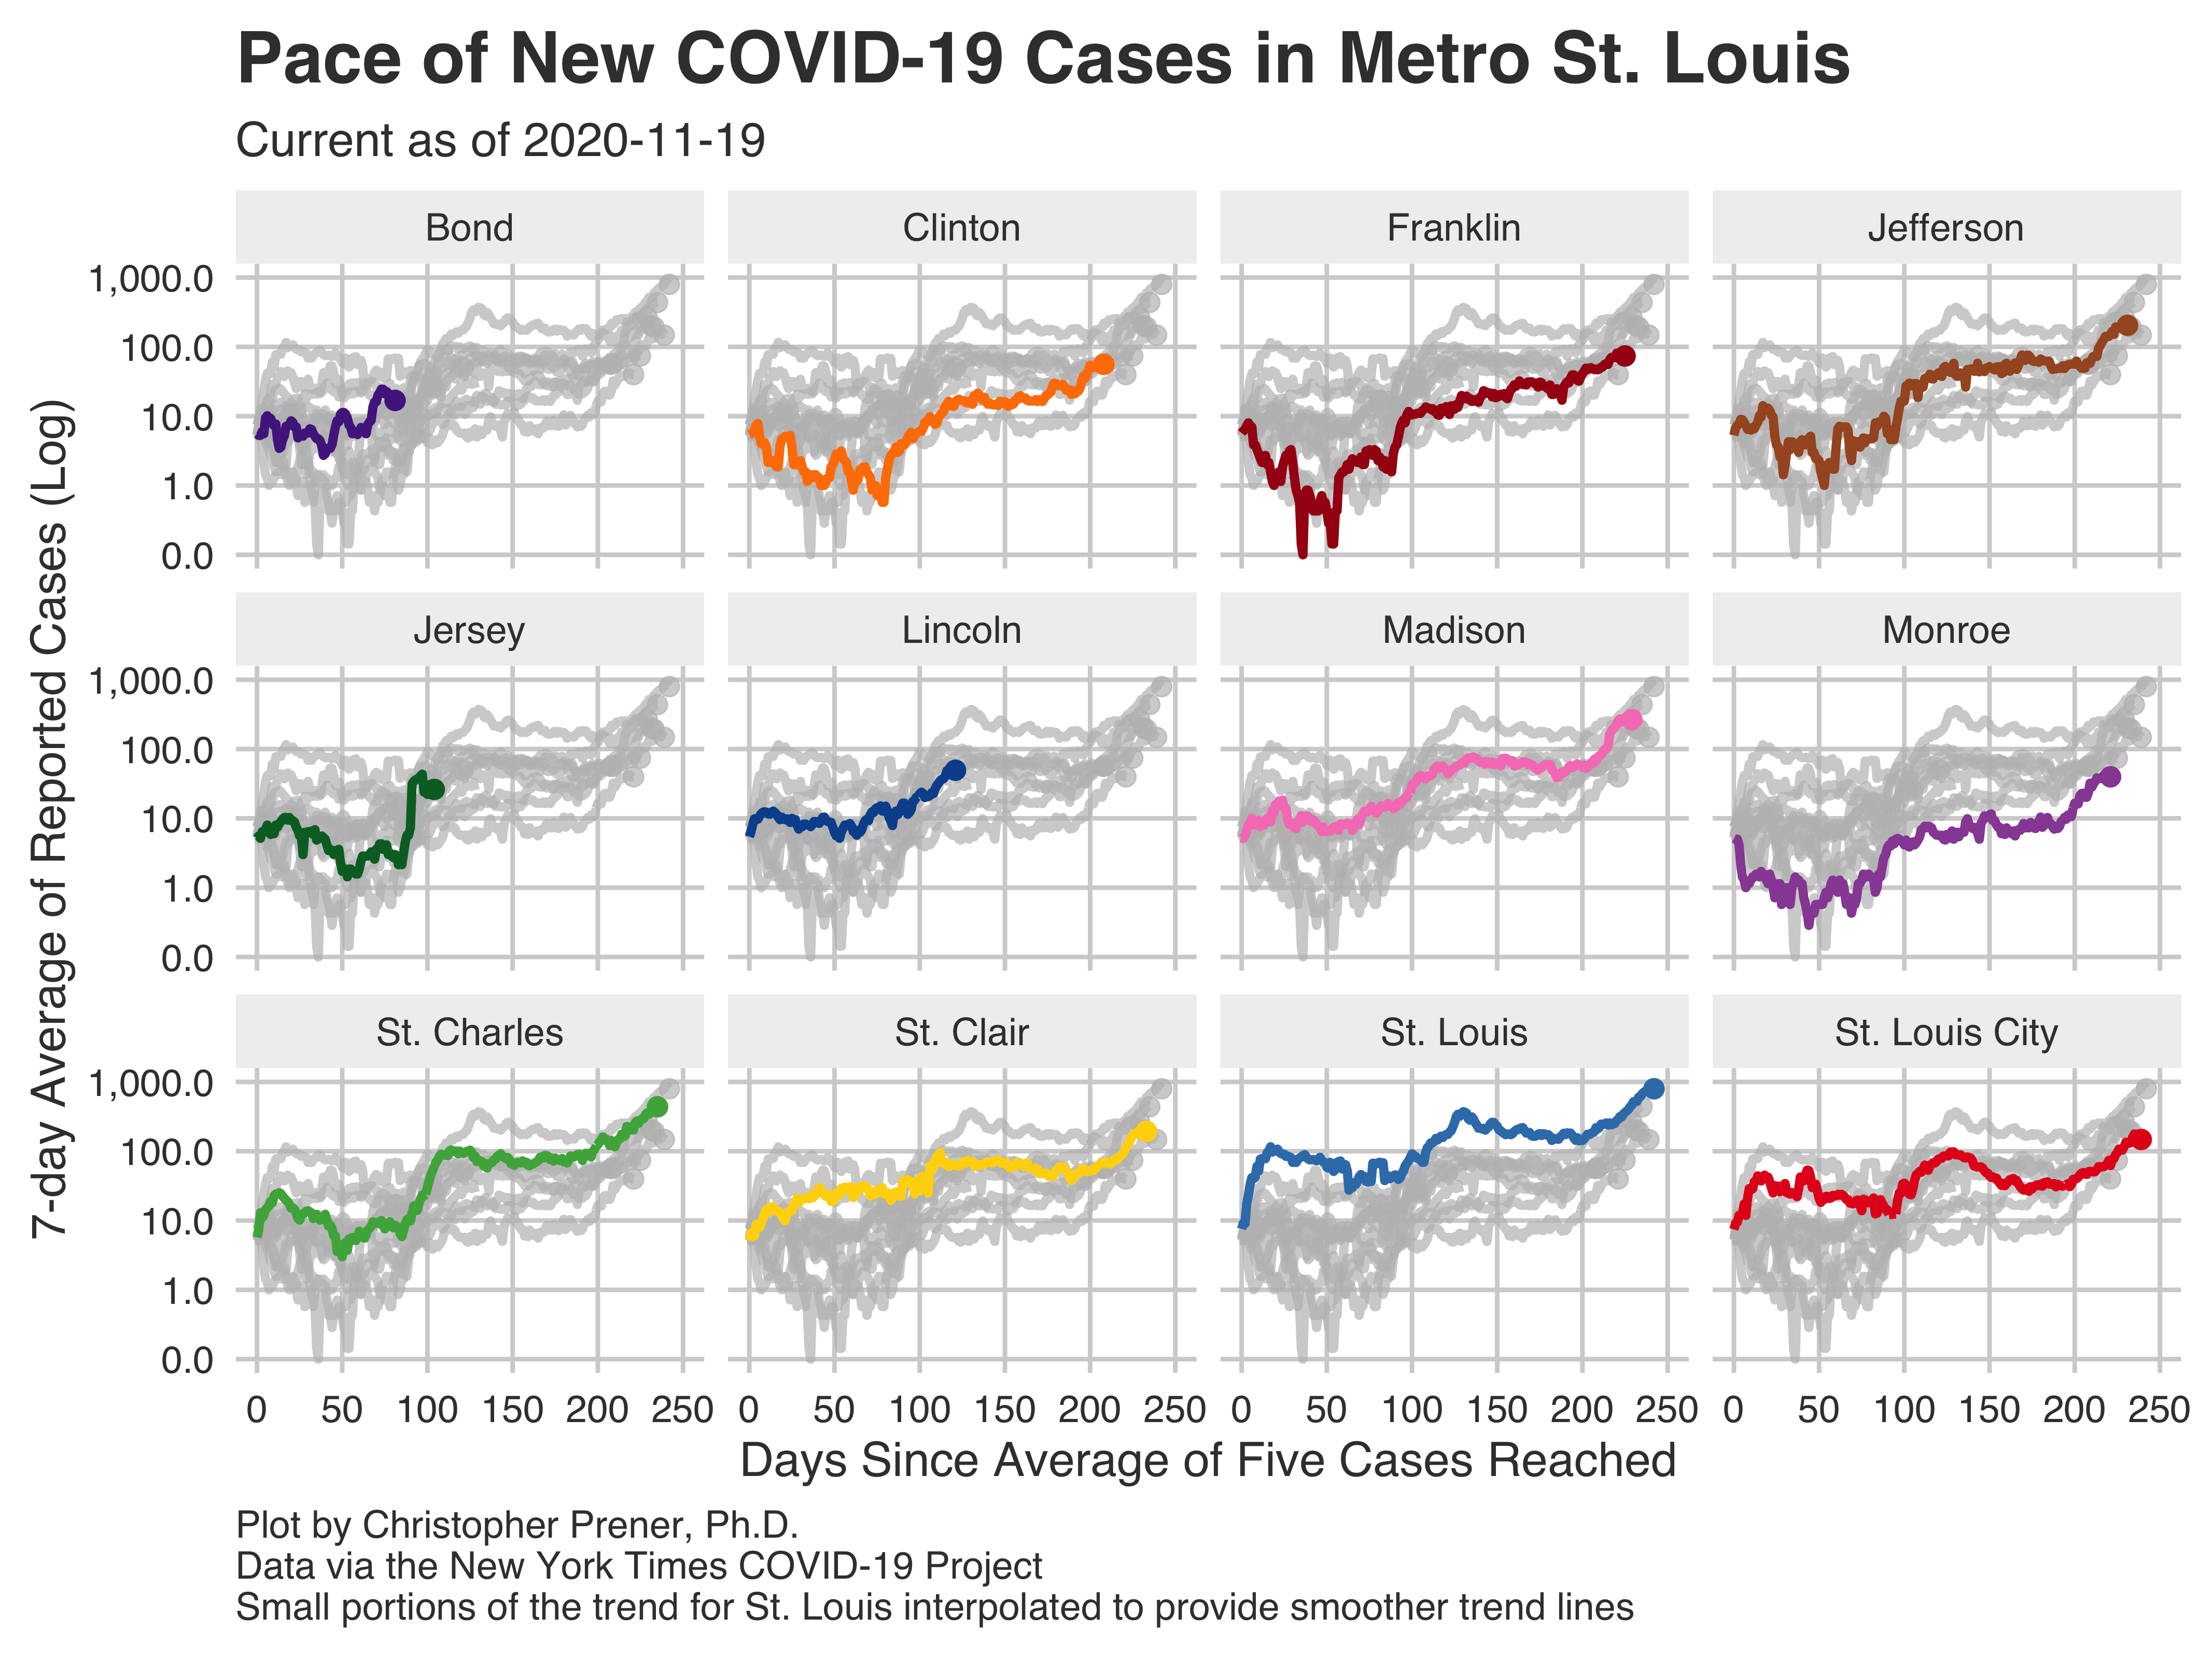 Pace of New COVID-19 Cases in Metro St. Louis
Current as of 2020-11-19
7-day Average of Reported Cases (Log)
Bond
Clinton
Franklin
Jefferson
1,000.0
100.0
10.0
1.0
0.0
Jersey
Lincoln
Madison
Monroe
1,000.0
100.0
10.0
1.0
0.0
St. Charles
St. Clair
St. Louis
St. Louis City
1,000.0
100.0
10.0
1.0
0.0
0 50 100 150 200 250 0 50 100 150 200 250 0 50 100 150 200 250 0 50 100 150 200 250
Days Since Average of Five Cases Reached
Plot by Christopher Prener, Ph.D.
Data via the New York Times COVID-19 Project
Small portions of the trend for St. Louis interpolated to provide smoother trend lines